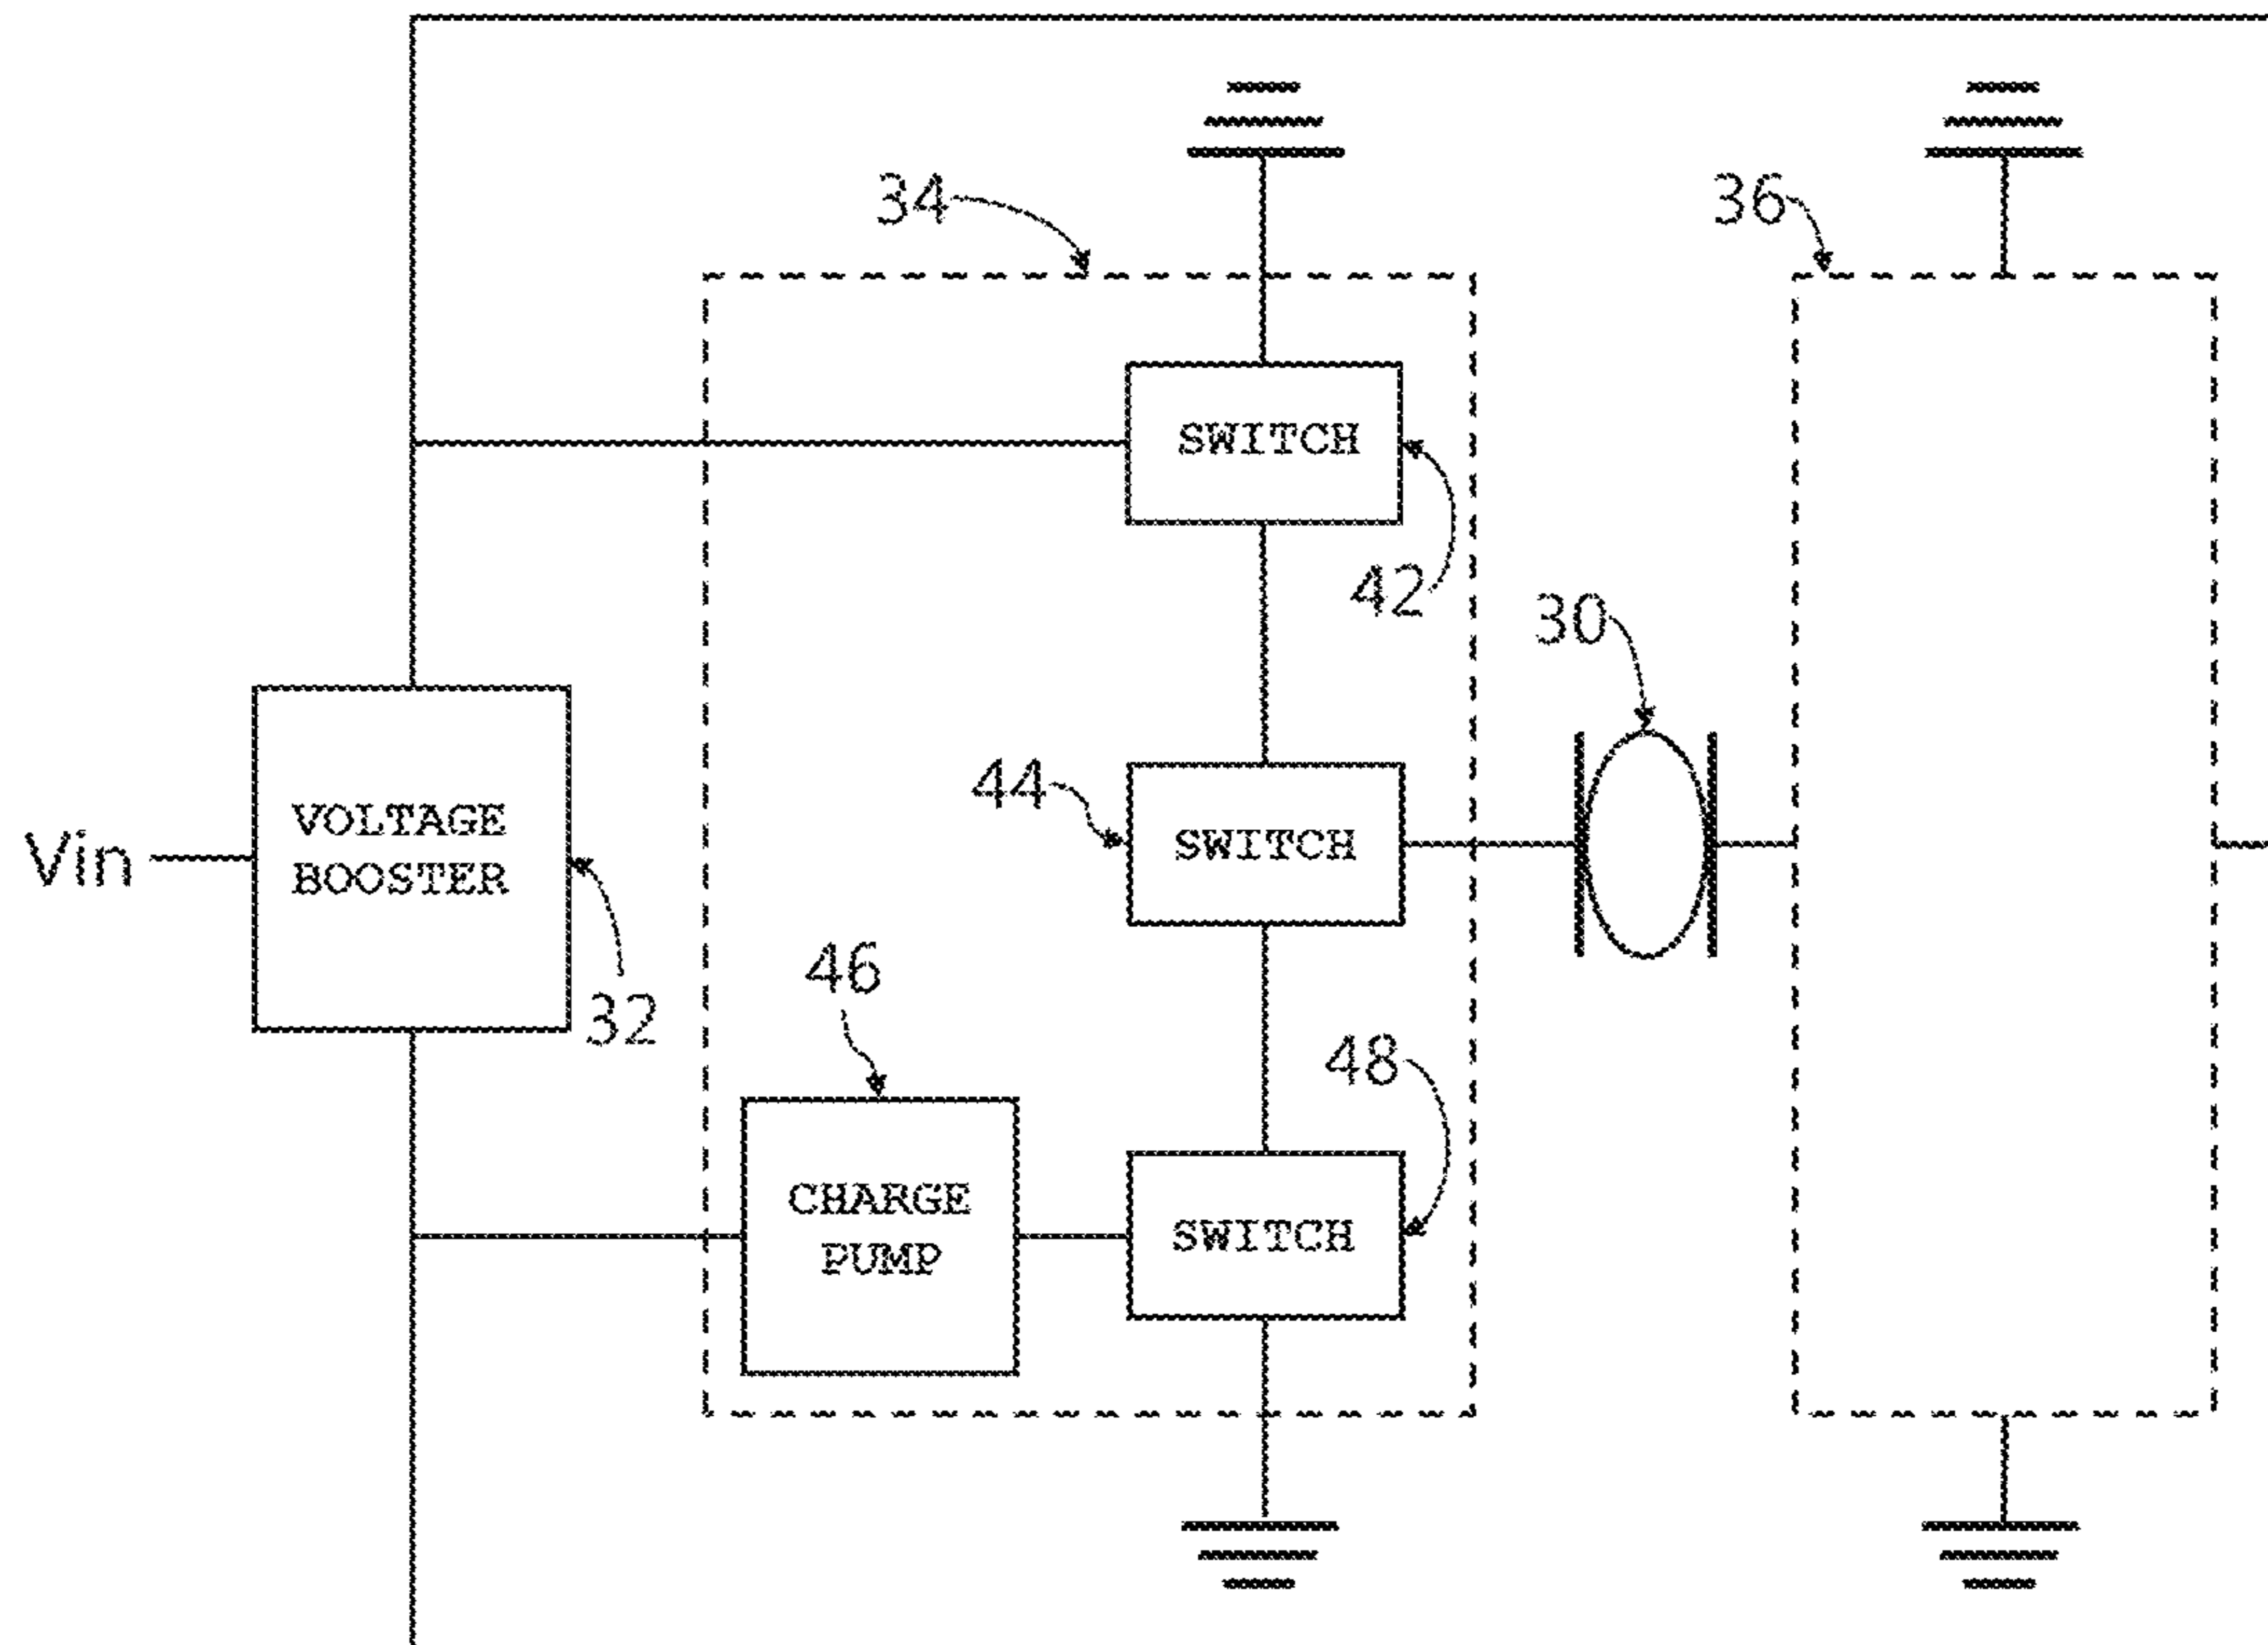 34
36
SWITCH
42
30
44
SWITCH
VOLTAGE
BOOSTER
Vin
46
32
48
CHARGE
PUMP
SWITCH